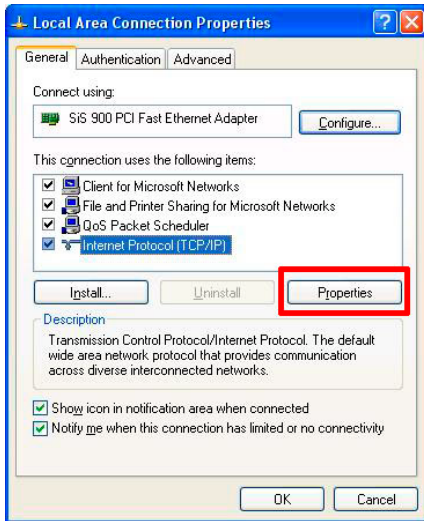 Local Area Connection Properties
General Authentication Advanced
Connect using:
SiS 900 PCI Fast Ethernet Adapter
Configure...
This connection uses the following items:
Client for Microsoft Networks
File and Printer Sharing for Microsoft Networks
QoS Packet Scheduler
Internet Protocol (TCP/IP)
Install... Uninstall Properties
Description
Transmission Control Protocol/Internet Protocol. The default
wide area network protocol that provides communication
across diverse interconnected networks.
Show icon in notification area when connected
Notify me when this connection has limited or no connectivity
OK Cancel